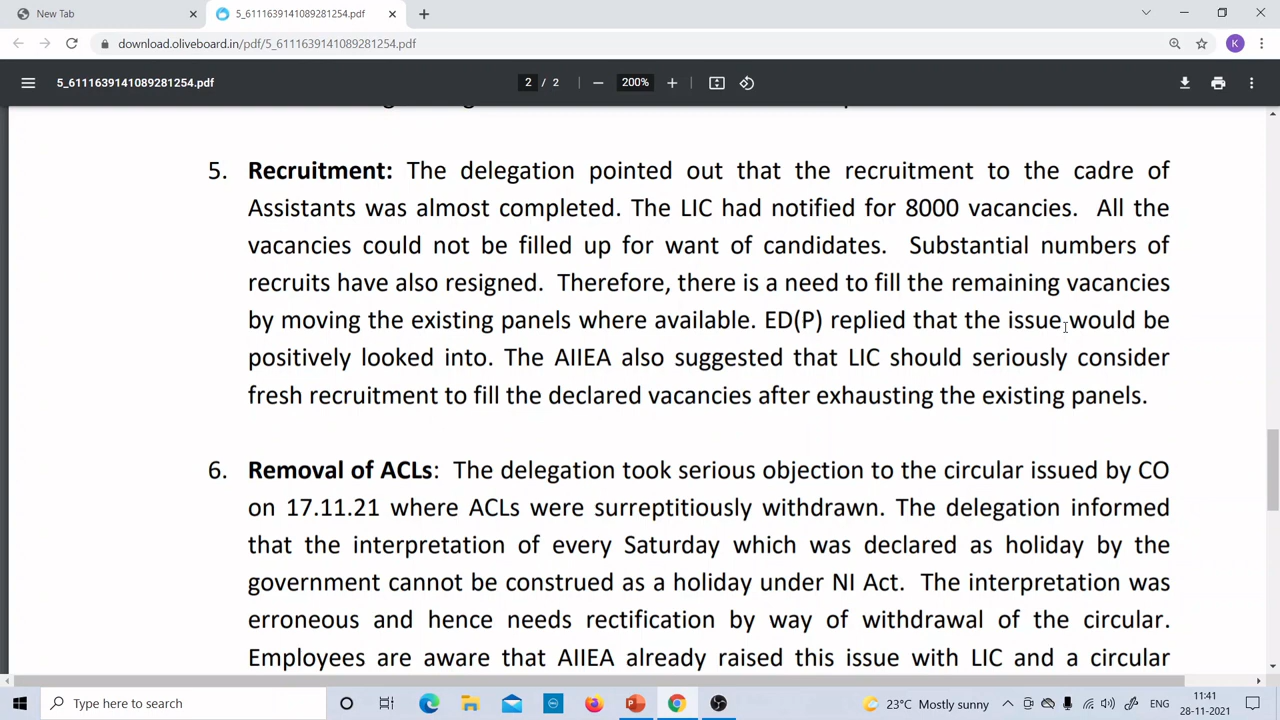 New Tab
5_6111639141089281254.pdf
download.oliveboard.in/pdf/5_6111639141089281254.pdf
K
5_6111639141089281254.pdf
2 / 2
200%
5. Recruitment: The delegation pointed out that the recruitment to the cadre of
Assistants was almost completed. The LIC had notified for 8000 vacancies. All the
vacancies could not be filled up for want of candidates. Substantial numbers of
recruits have also resigned. Therefore, there is a need to fill the remaining vacancies
by moving the existing panels where available. ED(P) replied that the issue would be
positively looked into. The AIIEA also suggested that LIC should seriously consider
fresh recruitment to fill the declared vacancies after exhausting the existing panels.
6. Removal of ACLs: The delegation took serious objection to the circular issued by CO
on 17.11.21 where ACLs were surreptitiously withdrawn. The delegation informed
that the interpretation of every Saturday which was declared as holiday by the
government cannot be construed as a holiday under NI Act. The interpretation was
erroneous and hence needs rectification by way of withdrawal of the circular.
Employees are aware that AIIEA already raised this issue with LIC and a circular
Type here to search
23°C Mostly sunny
ENG
11:41
28-11-2021